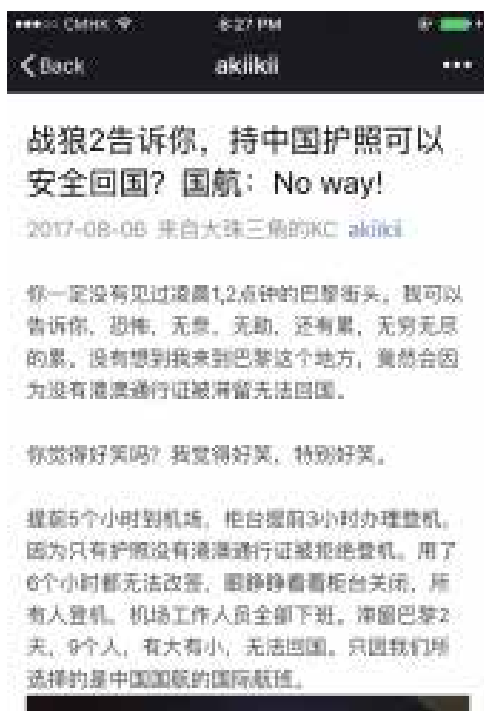 CMHK 8:27 PM
Back akiikii
战狼2告诉你，持中国护照可以
安全回国？国航：No way!
2017-08-06 来自大珠三角的KC akiikii
你一定没有见过凌晨1,2点钟的巴黎街头，我可以
告诉你，恐怖，无意，无助，还有累，无穷无尽
的累，没有想到我来到巴黎这个地方，竟然会因
为没有港澳通行证被滞留无法回国。
你觉得好笑吗？我觉得好笑，特别好笑。
提前5个小时到机场，柜台提前3小时办理登机，
因为只有护照没有港澳通行证被拒绝登机。用了
6个小时都无法改签，眼睁睁看着柜台关闭，所
有人登机，机场工作人员全部下班。滞留巴黎2
天，9个人，有大有小，无法回国。只因我们所
选择的是中国国航的国际航班。